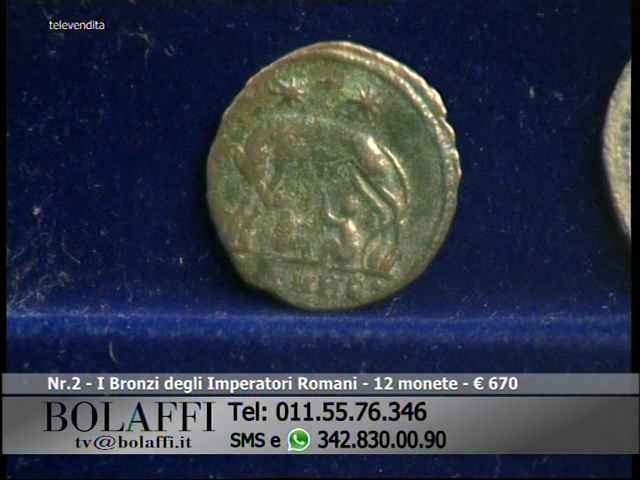 televendita
Nr.2 - I Bronzi degli Imperatori Romani - 12 monete - € 670
BOLAFFI Tel: 011.55.76.346
tv@bolaffi.it SMS e 342.830.00.90